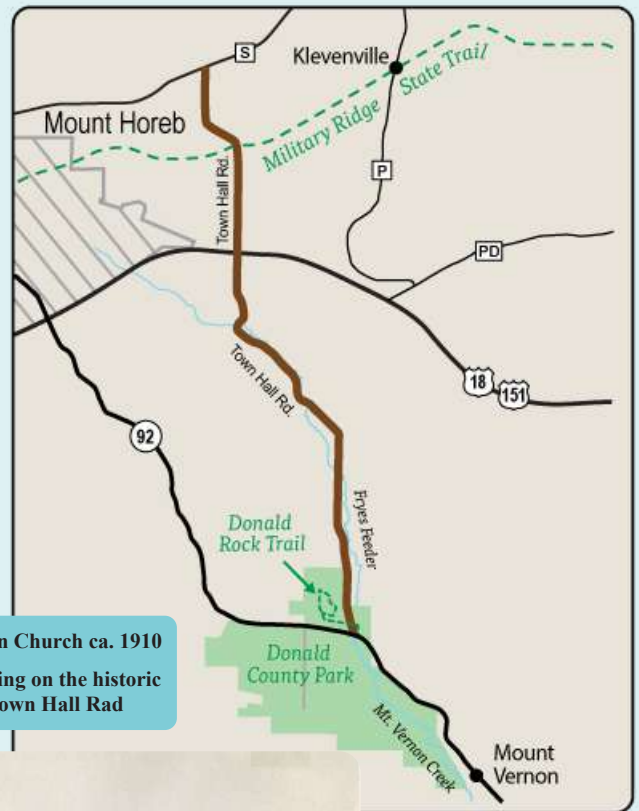 S
Klevenville
Military Ridge State Trail
Mount Horeb
Town Hall Rd.
P
PD
Town Hall Rd.
18
151
92
Fryes Feeder
Donald
Rock Trail
Donald
County Park
Mt. Vernon Creek
Mount
Vernon
n Church ca. 1910
ing on the historic
own Hall Rad